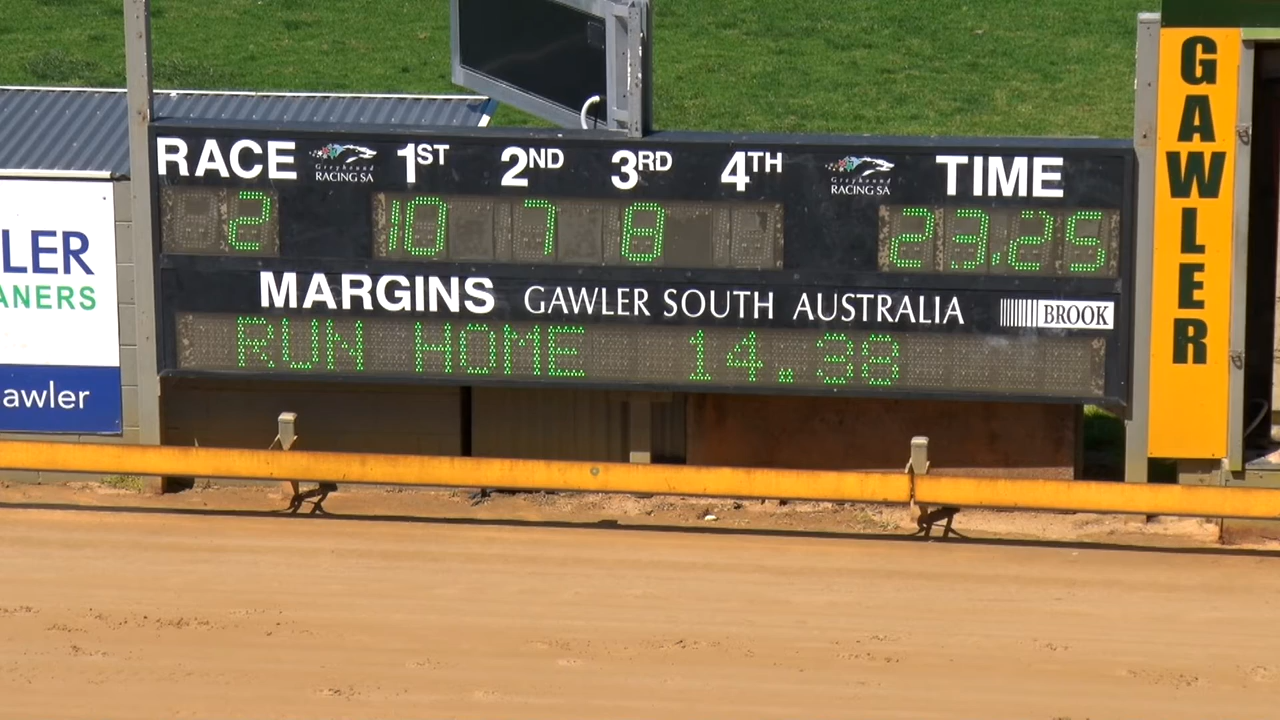 RACE Greyhound RACING SA 1ST 2ND 3RD 4TH Greyhound RACING SA TIME
2 10 7 8 23.25
MARGINS GAWLER SOUTH AUSTRALIA BROOK
RUN HOME 14.38
GAWLER
LER
ANERS
awler